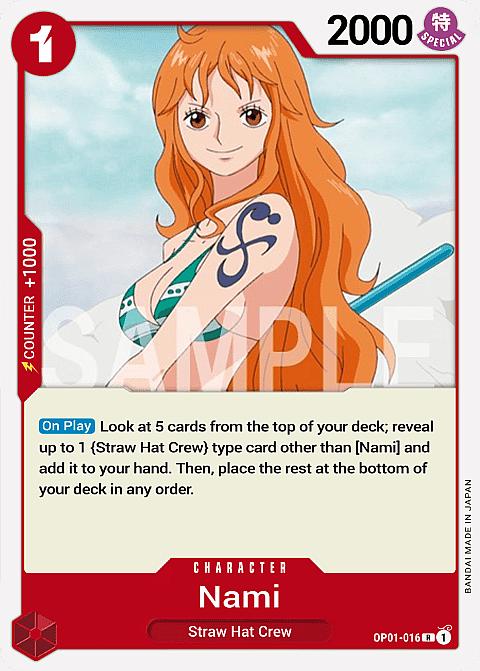 1
2000
特
SPECIAL
COUNTER +1000
SAMPLE
On Play Look at 5 cards from the top of your deck; reveal
up to 1 {Straw Hat Crew} type card other than [Nami] and
add it to your hand. Then, place the rest at the bottom of
your deck in any order.
BANDAI MADE IN JAPAN
CHARACTER
Nami
Straw Hat Crew
OP01-016 R 1